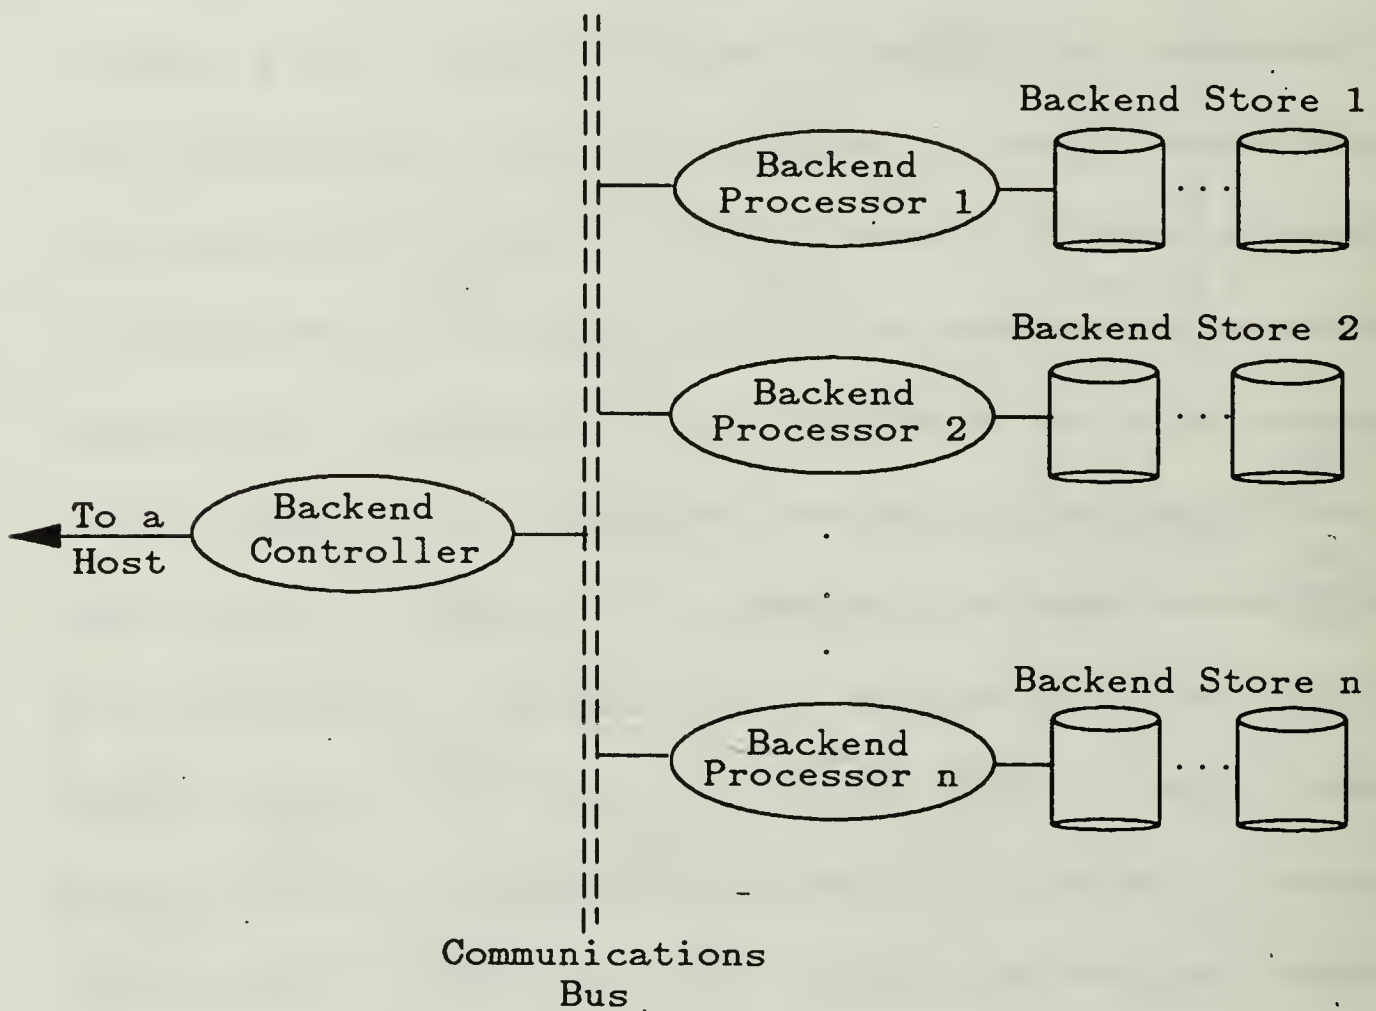 Backend Store 1
Backend
Processor 1
Backend Store 2
Backend
Processor 2
To a
Host
Backend
Controller
Backend Store n
Backend
Processor n
Communications
Bus